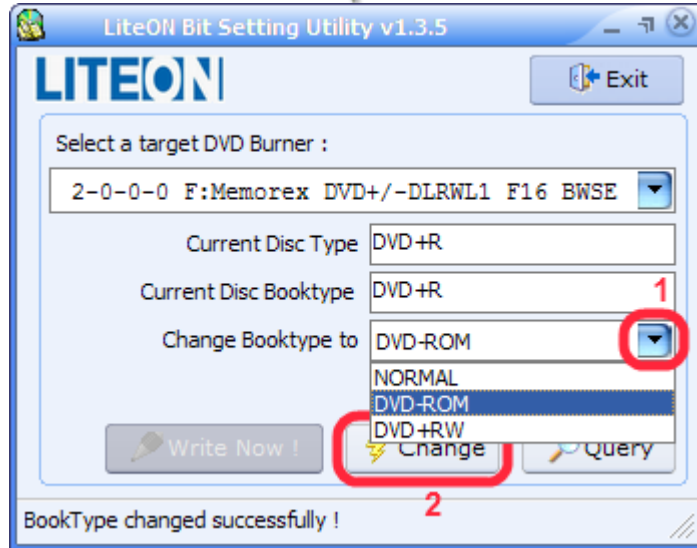 LiteON Bit Setting Utility v1.3.5
LITEON
Exit
Select a target DVD Burner :
2-0-0-0 F:Memorex DVD+/-DLRWL1 F16 BWSE
Current Disc Type DVD+R
Current Disc Booktype DVD+R
1
Change Booktype to DVD-ROM
NORMAL
DVD-ROM
DVD+RW
Write Now ! Change Query
2
BookType changed successfully !